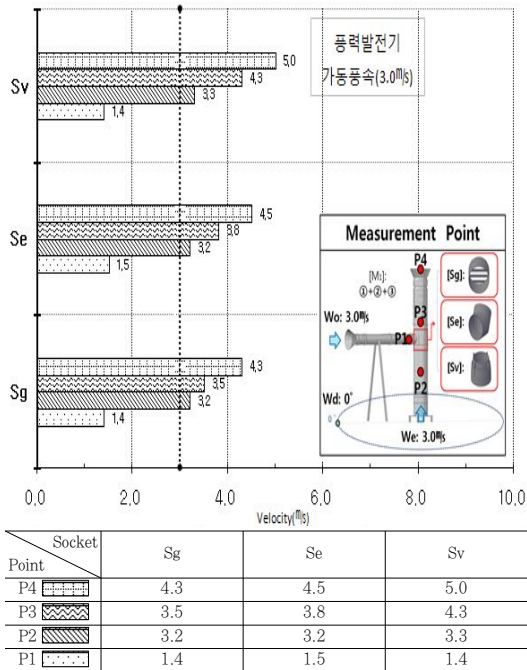 풍력발전기
가동풍속(3.0㎧)
Sv
5,0
4,3
3,3
1,4
Se
4,5
3,8
3,2
1,5
Sg
4,3
3,5
3,2
1,4
Measurement Point
P4
[M₁]:
①+②+③
[Sg]:
Wo: 3.0㎧
P3
P1
[Se]:
P2
[Sv]:
Wd: 0°
0°
We: 3.0㎧
0,0 2,0 4,0 6,0 8,0 10,0
Velocity(㎧)
Socket
Point Sg Se Sv
P4 4.3 4.5 5.0
P3 3.5 3.8 4.3
P2 3.2 3.2 3.3
P1 1.4 1.5 1.4